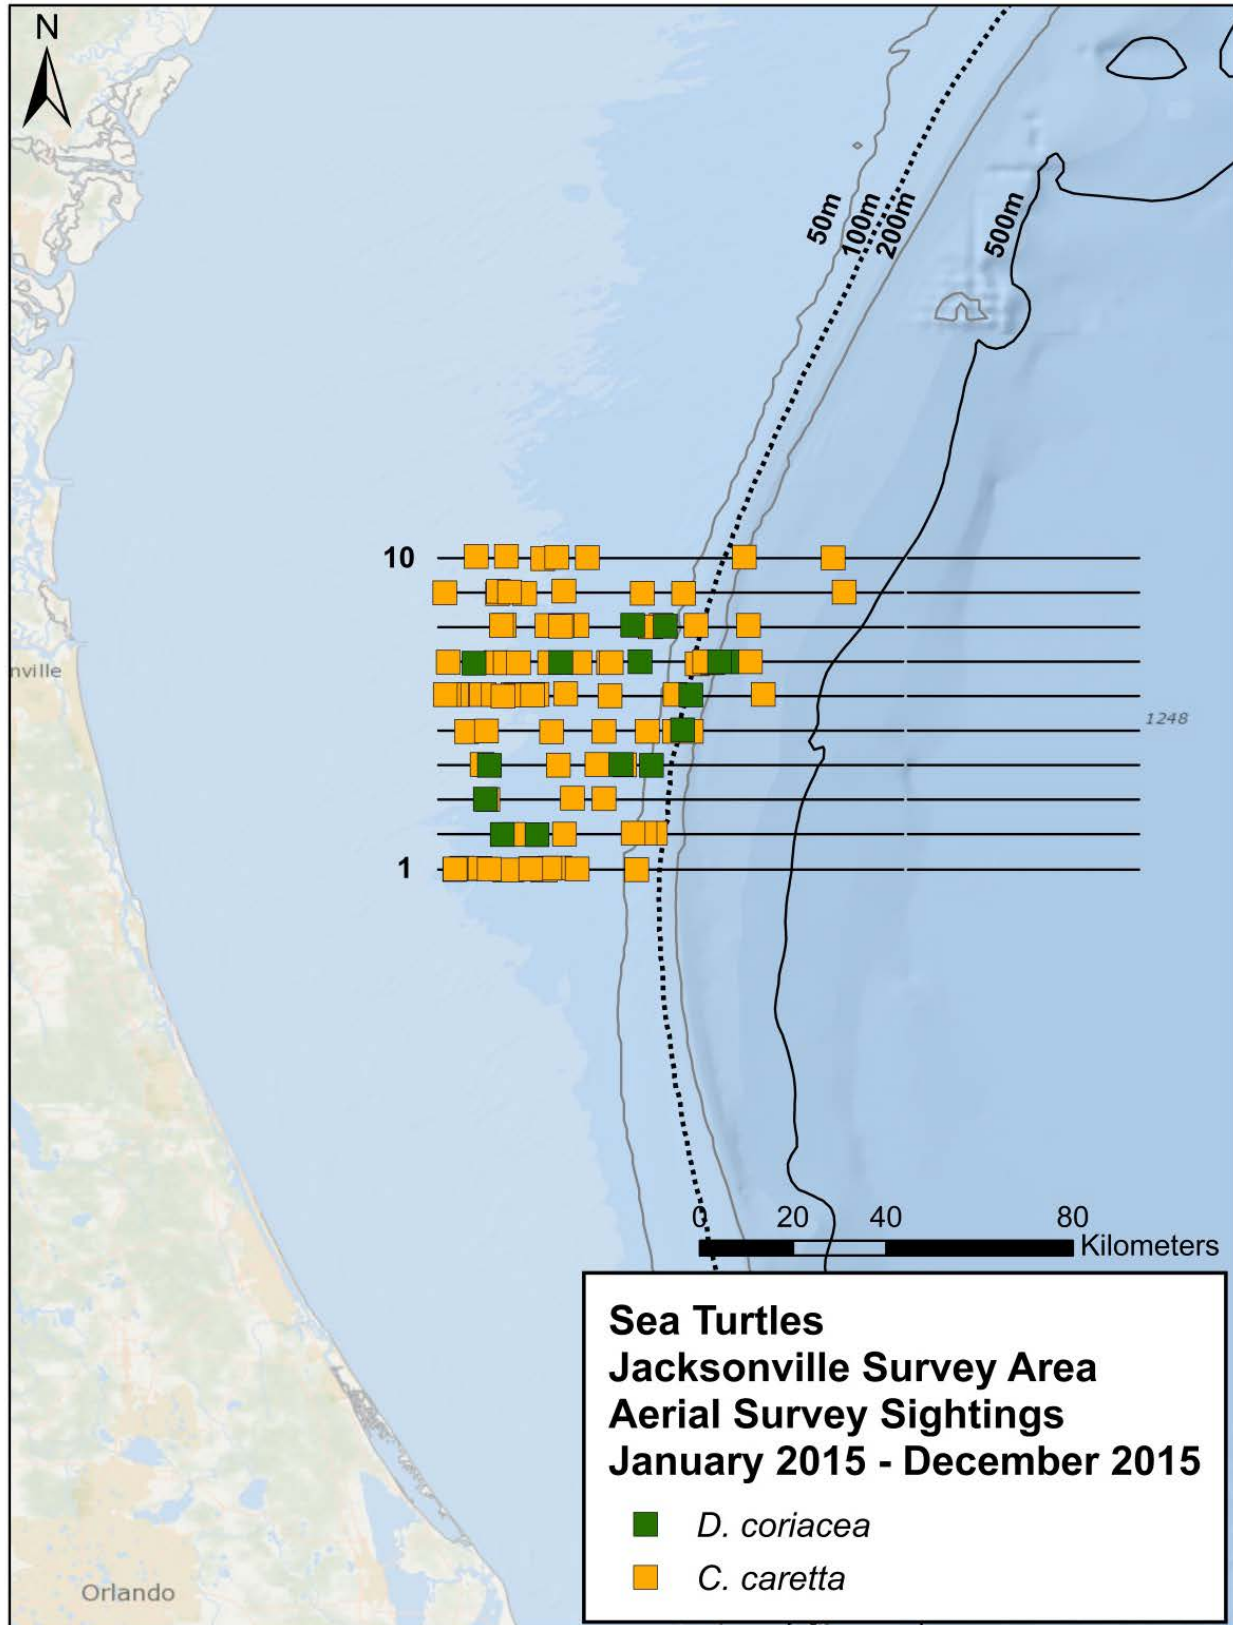 N
50m
100m
200m
500m
10
nville
1248
1
0 20 40 80
Kilometers
Sea Turtles
Jacksonville Survey Area
Aerial Survey Sightings
January 2015 - December 2015
D. coriacea
C. caretta
Orlando